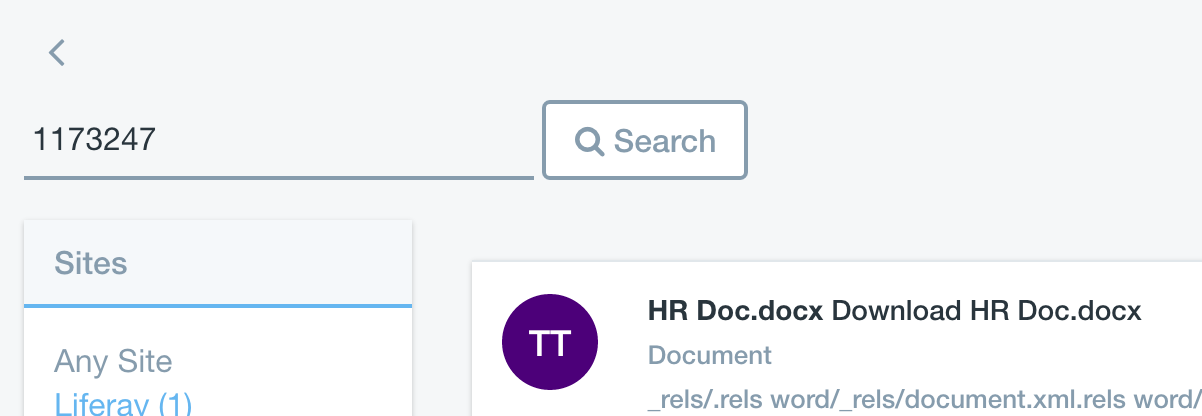 1173247
Search
Sites
Any Site
Liferay (1)
TT
HR Doc.docx Download HR Doc.docx
Document
_rels/.rels word/_rels/document.xml.rels word/